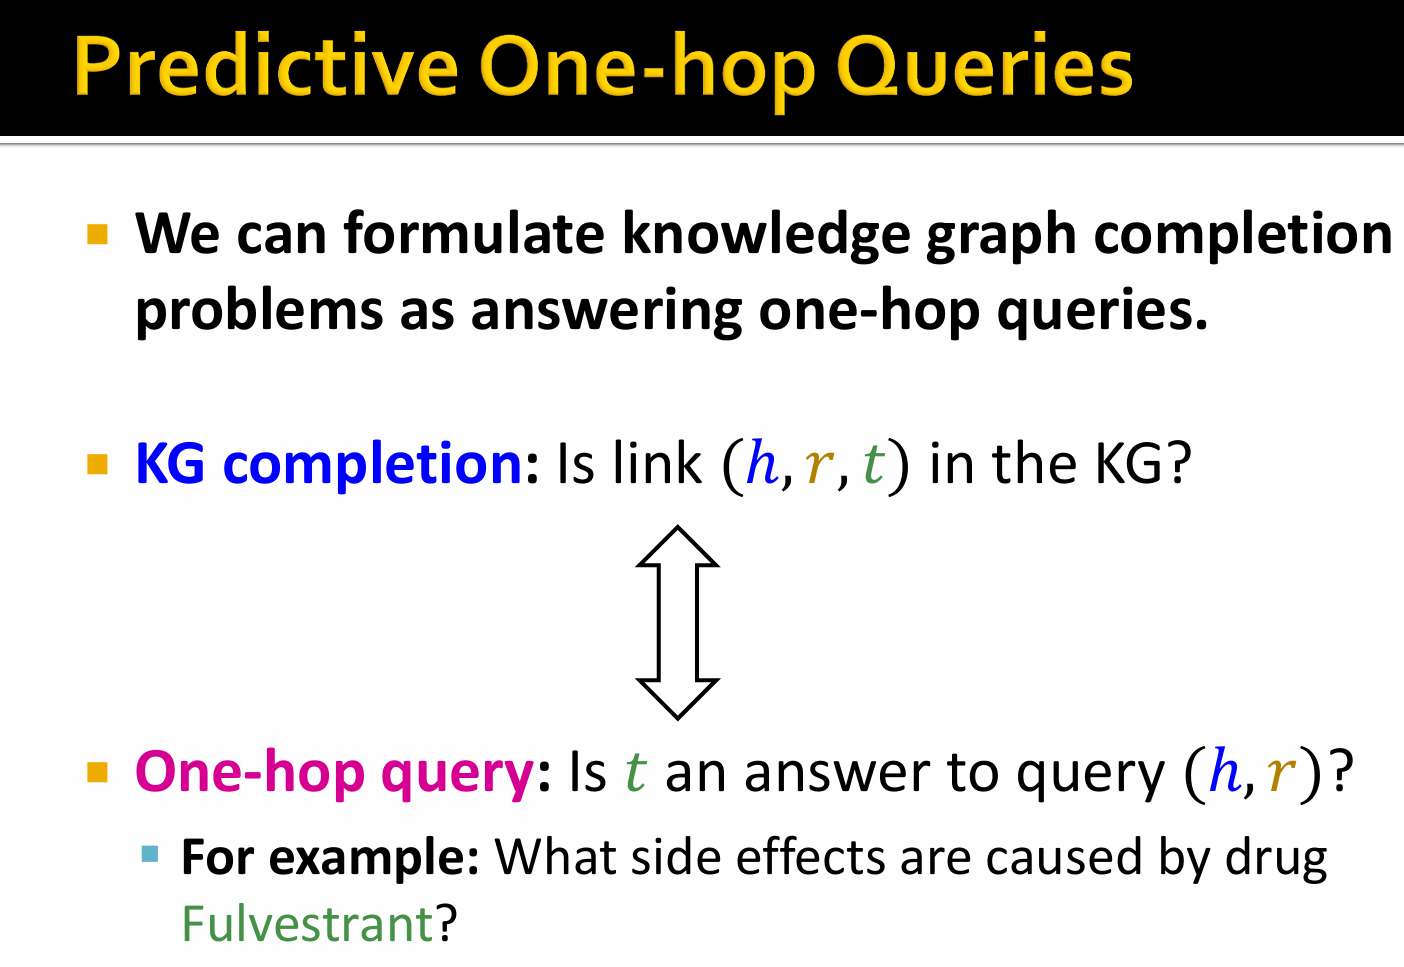 Predictive One-hop Queries
We can formulate knowledge graph completion
problems as answering one-hop queries.
KG completion: Is link (h, r, t) in the KG?
One-hop query: Is t an answer to query (h, r)?
For example: What side effects are caused by drug
Fulvestrant?